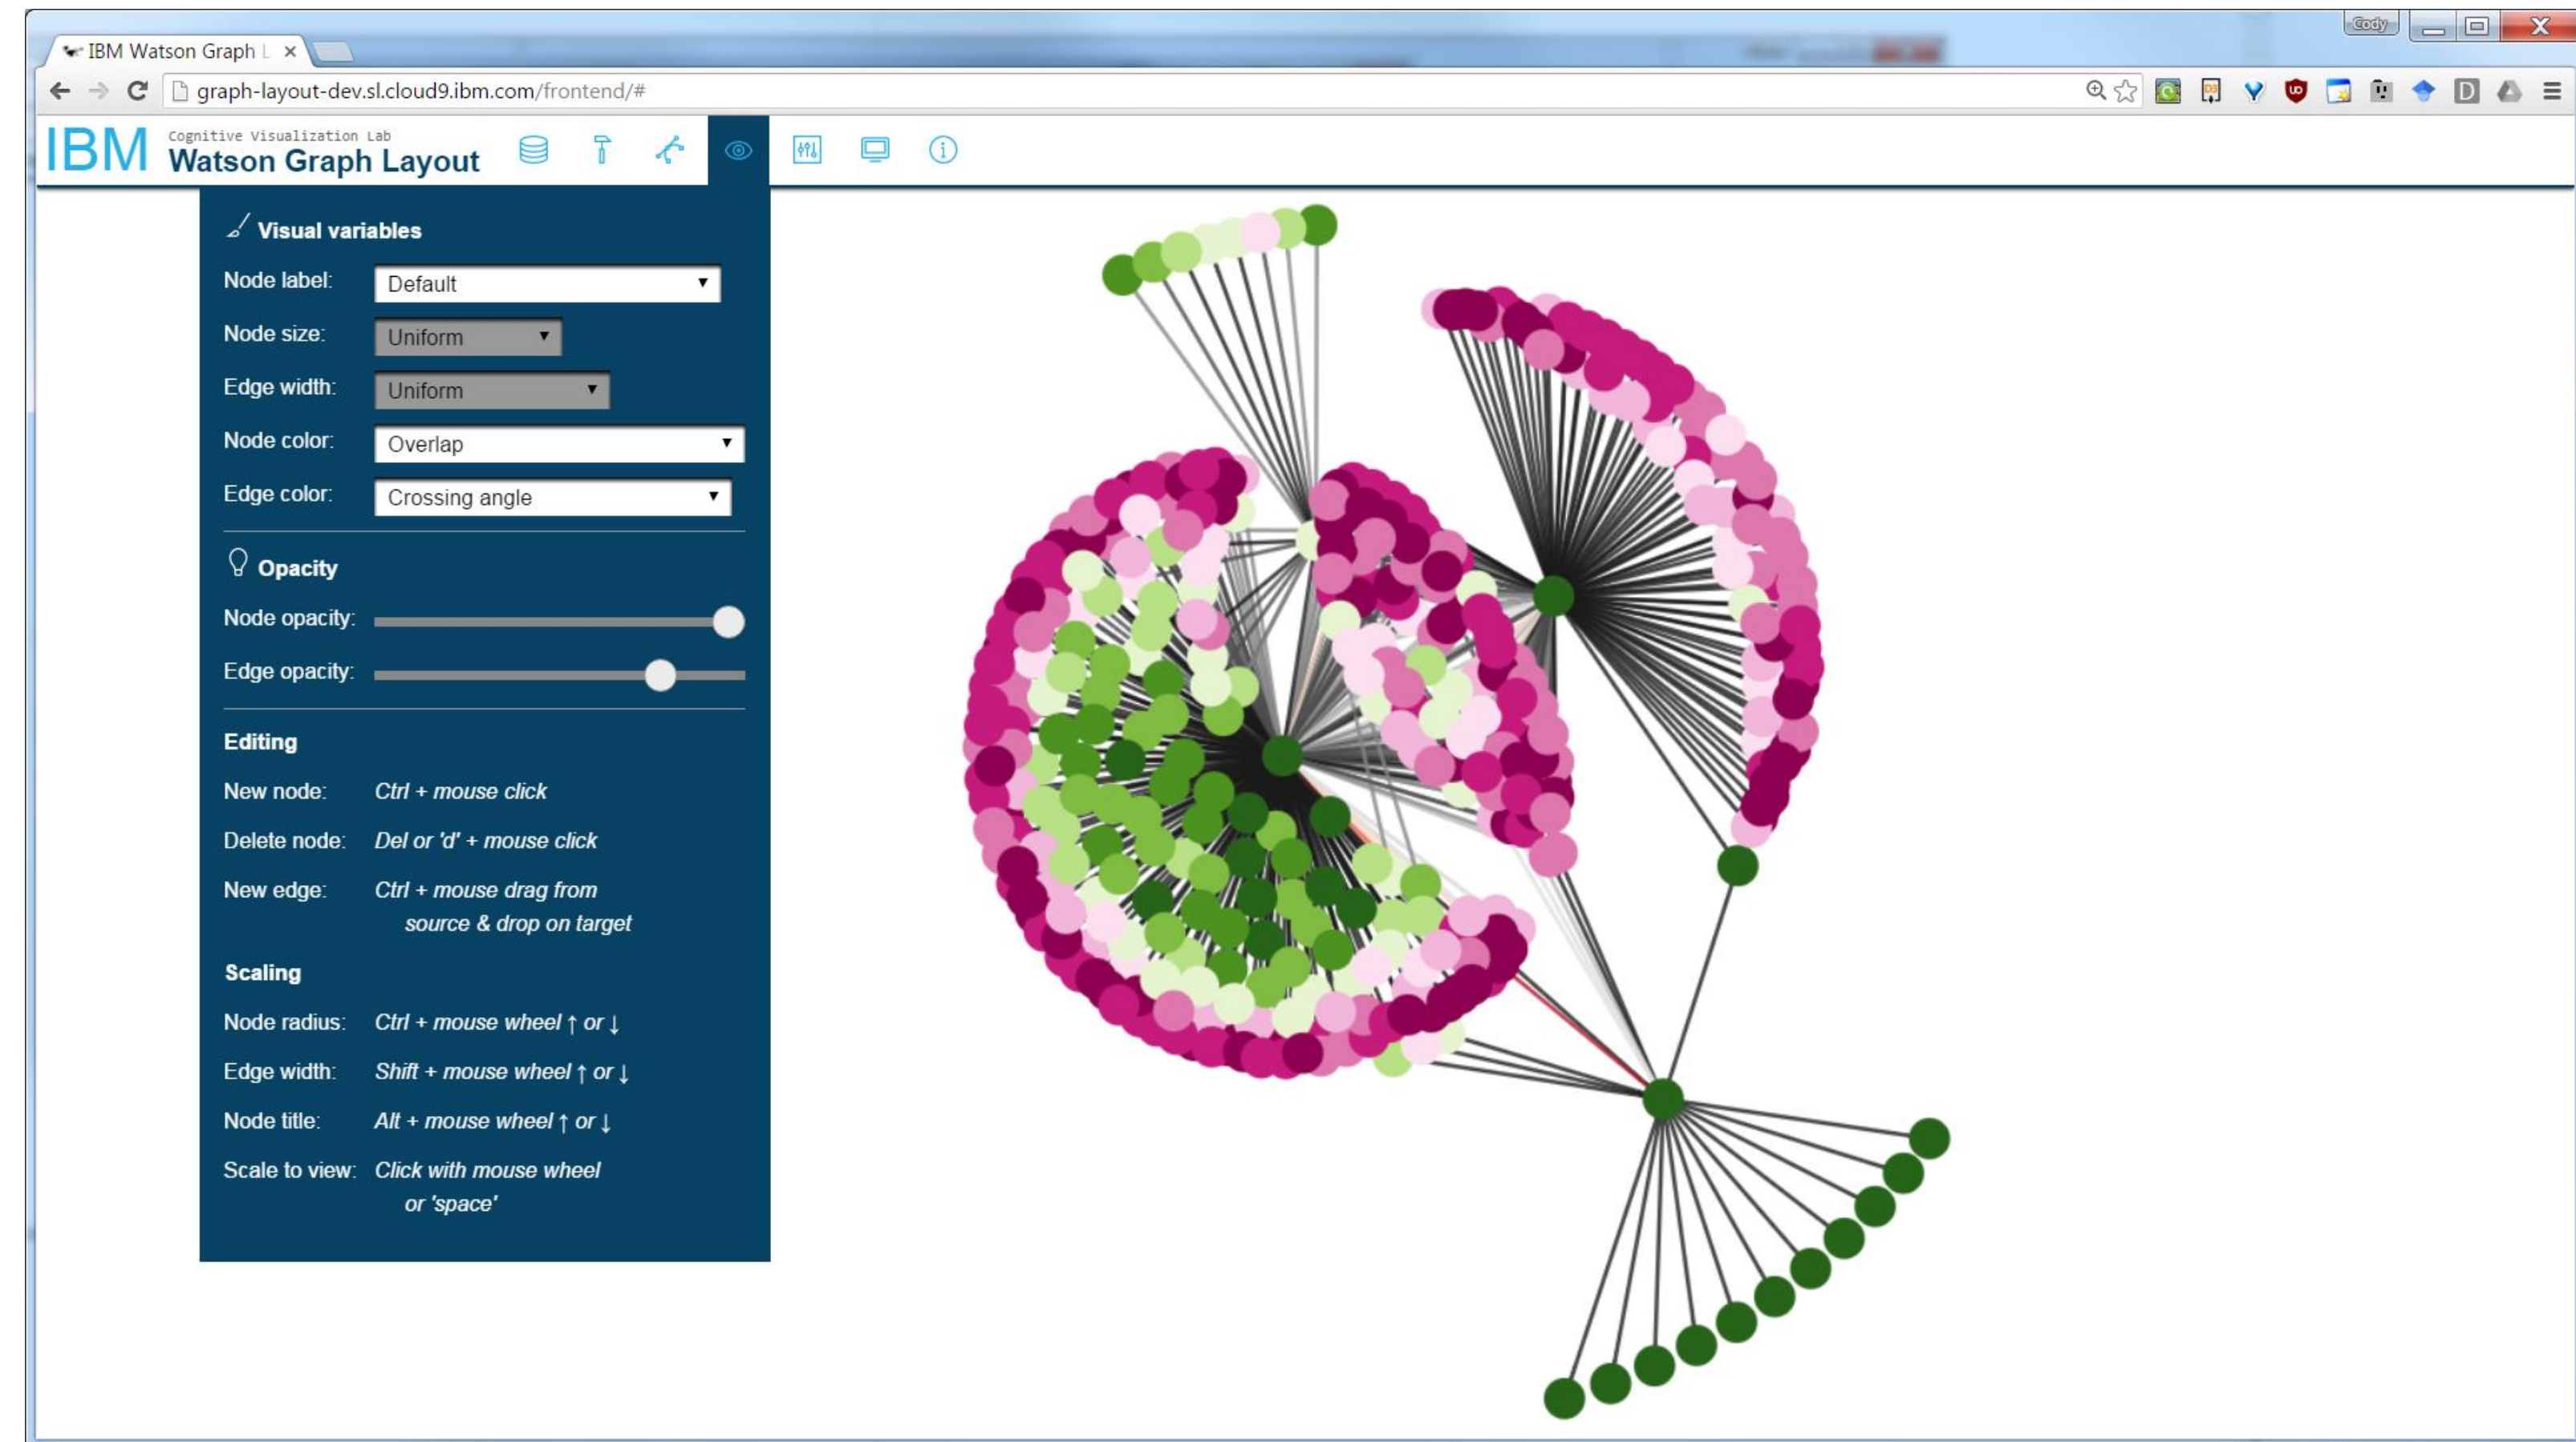 Cody
IBM Watson Graph L
graph-layout-dev.sl.cloud9.ibm.com/frontend/#
IBM
Cognitive Visualization Lab
Watson Graph Layout
Visual variables
Node label: Default
Node size: Uniform
Edge width: Uniform
Node color: Overlap
Edge color: Crossing angle
Opacity
Node opacity:
Edge opacity:
Editing
New node: Ctrl + mouse click
Delete node: Del or 'd' + mouse click
New edge: Ctrl + mouse drag from
source & drop on target
Scaling
Node radius: Ctrl + mouse wheel ↑ or ↓
Edge width: Shift + mouse wheel ↑ or ↓
Node title: Alt + mouse wheel ↑ or ↓
Scale to view: Click with mouse wheel
or 'space'